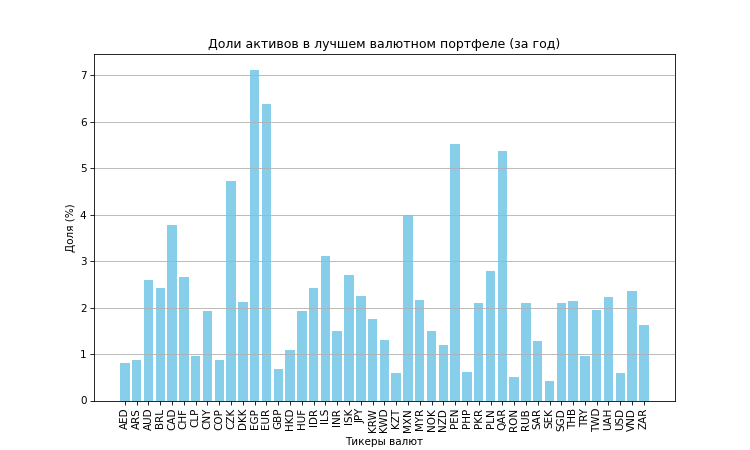 Доли активов в лучшем валютном портфеле (за год)
Доля (%)
7
6
5
4
3
2
1
0
AED ARS AUD BRL CAD CHF CLP CNY COP CZK DKK EGP EUR GBP HKD HUF IDR ILS INR ISK JPY KRW KWD KZT MXN MYR NOK NZD PEN PHP PKR PLN QAR RON RUB SAR SEK SGD THB TRY TWD UAH USD VND ZAR
Тикеры валют